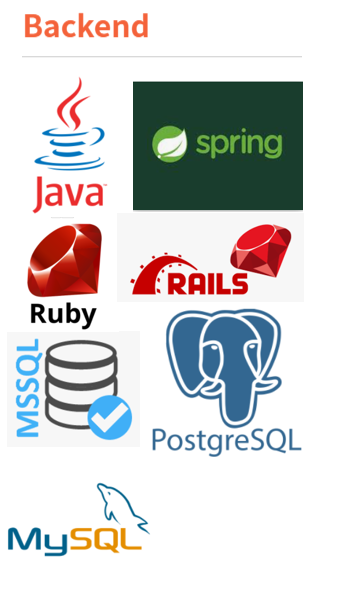 Backend
Java
spring
RAILS
Ruby
MSSQL
PostgreSQL
MySQL